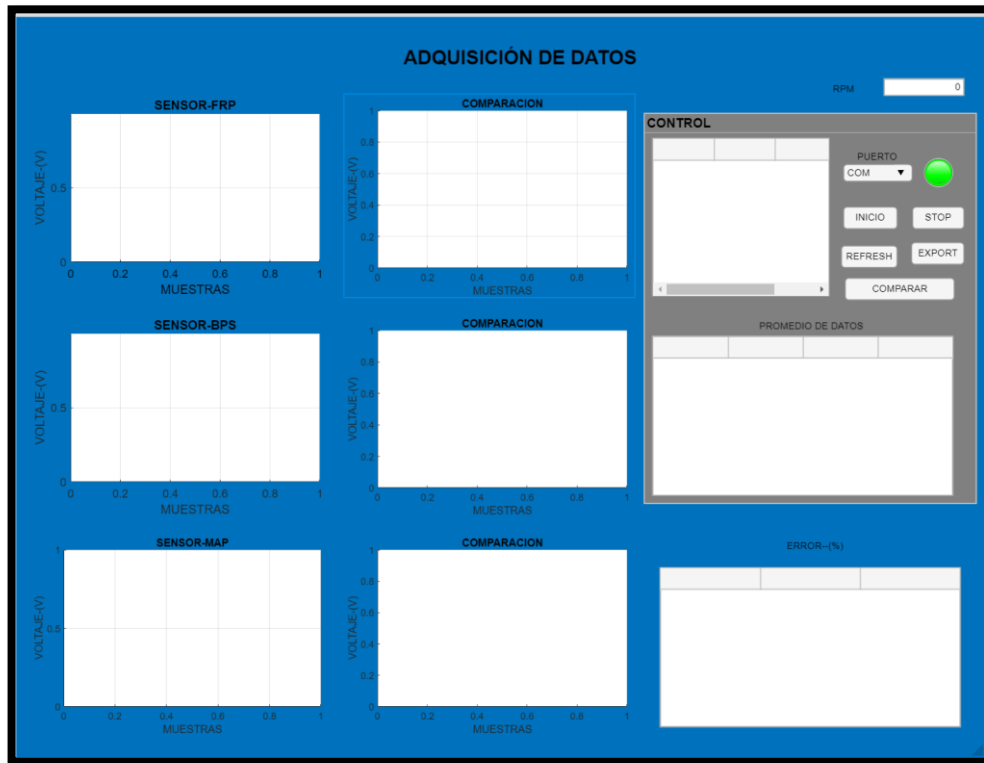 ADQUISICIÓN DE DATOS
RPM
0
SENSOR-FRP
VOLTAJE-(V)
0.5
0
0 0.2 0.4 0.6 0.8 1
MUESTRAS
COMPARACION
VOLTAJE-(V)
1
0.8
0.6
0.4
0.2
0
0 0.2 0.4 0.6 0.8 1
MUESTRAS
CONTROL
PUERTO
COM
INICIO STOP
REFRESH EXPORT
COMPARAR
PROMEDIO DE DATOS
SENSOR-BPS
VOLTAJE-(V)
0.5
0
0 0.2 0.4 0.6 0.8 1
MUESTRAS
COMPARACION
VOLTAJE-(V)
1
0.8
0.6
0.4
0.2
0
0 0.2 0.4 0.6 0.8 1
MUESTRAS
SENSOR-MAP
VOLTAJE-(V)
1
0.5
0
0 0.2 0.4 0.6 0.8 1
MUESTRAS
COMPARACION
VOLTAJE-(V)
1
0.8
0.6
0.4
0.2
0
0 0.2 0.4 0.6 0.8 1
MUESTRAS
ERROR--(%)